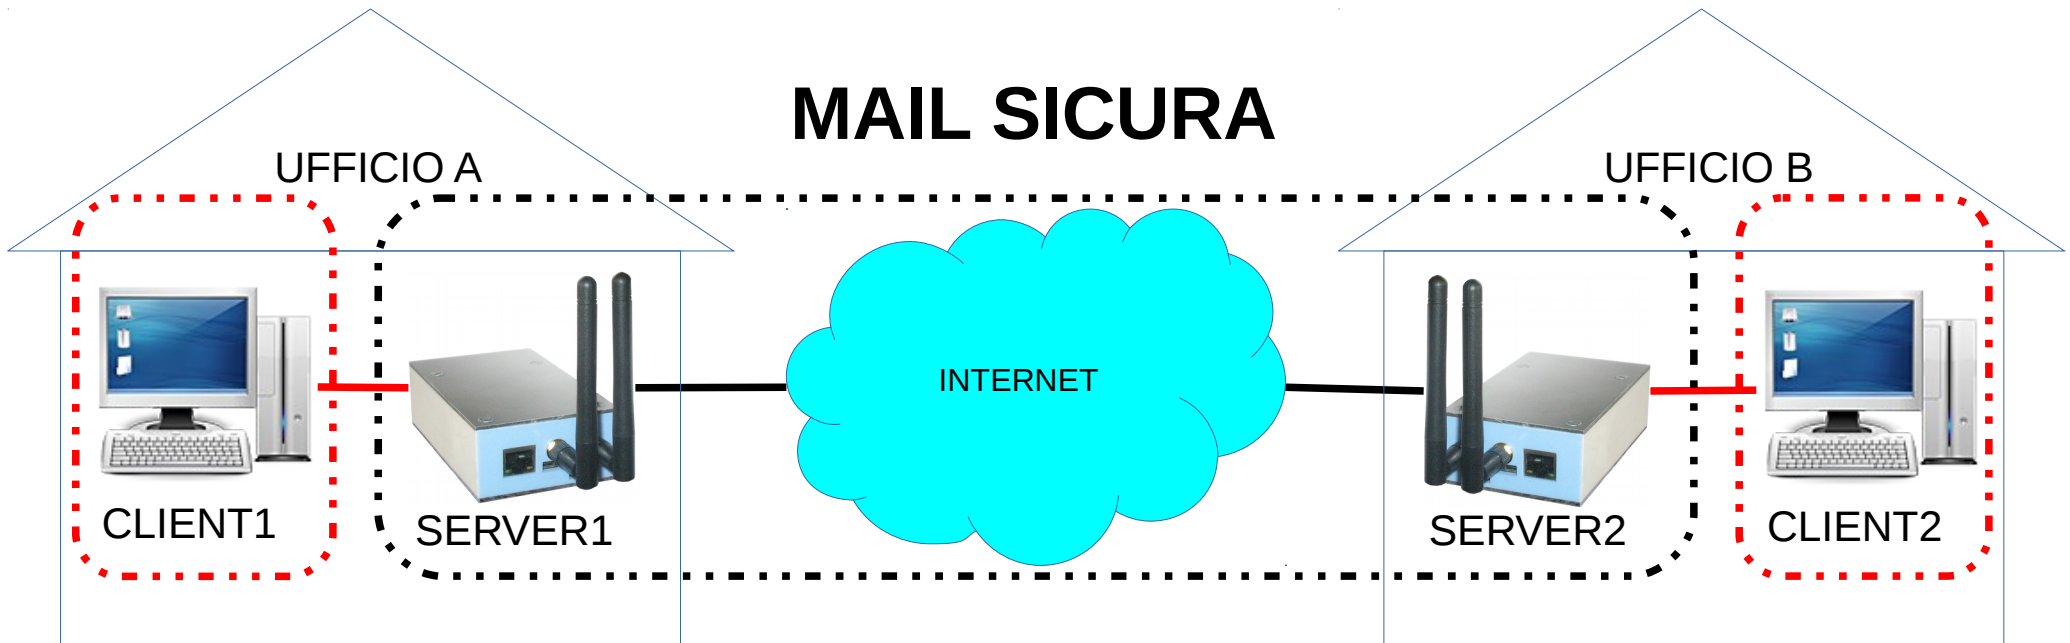 MAIL SICURA
UFFICIO A
UFFICIO B
INTERNET
CLIENT1
SERVER1
SERVER2
CLIENT2